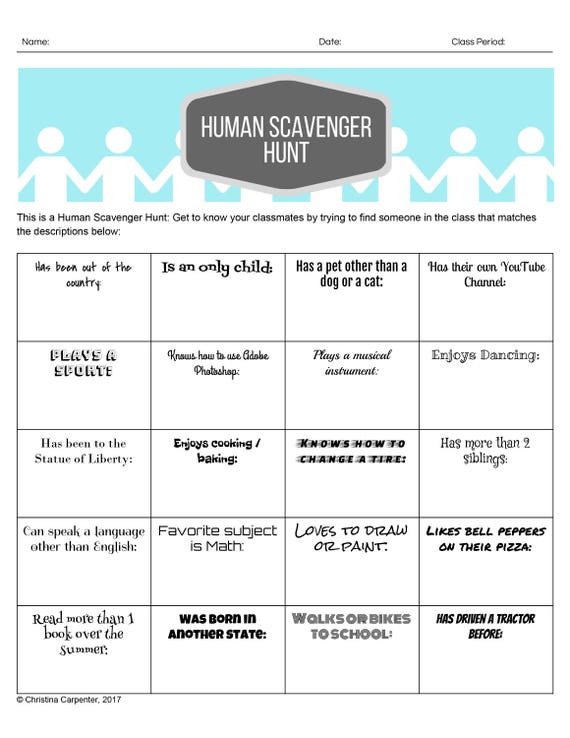 Name: Date: Class Period:
HUMAN SCAVENGER
HUNT
This is a Human Scavenger Hunt: Get to know your classmates by trying to find someone in the class that matches
the descriptions below:
Has been out of the
country:
Is an only child:
Has a pet other than a
dog or a cat:
Has their own YouTube
Channel:
PLAYS A
SPORT:
Knows how to use Adobe
Photoshop:
Plays a musical
instrument:
Enjoys Dancing:
Has been to the
Statue of Liberty:
Enjoys cooking /
baking:
KNOWS HOW TO
CHANGE A TIRE:
Has more than 2
siblings:
Can speak a language
other than English:
Favorite subject
is Math:
LOVES TO DRAW
OR PAINT:
LIKES BELL PEPPERS
ON THEIR PIZZA:
Read more than 1
book over the
summer:
Was born in
another state:
WALKS OR BIKES
TO SCHOOL:
HAS DRIVEN A TRACTOR
BEFORE:
© Christina Carpenter, 2017